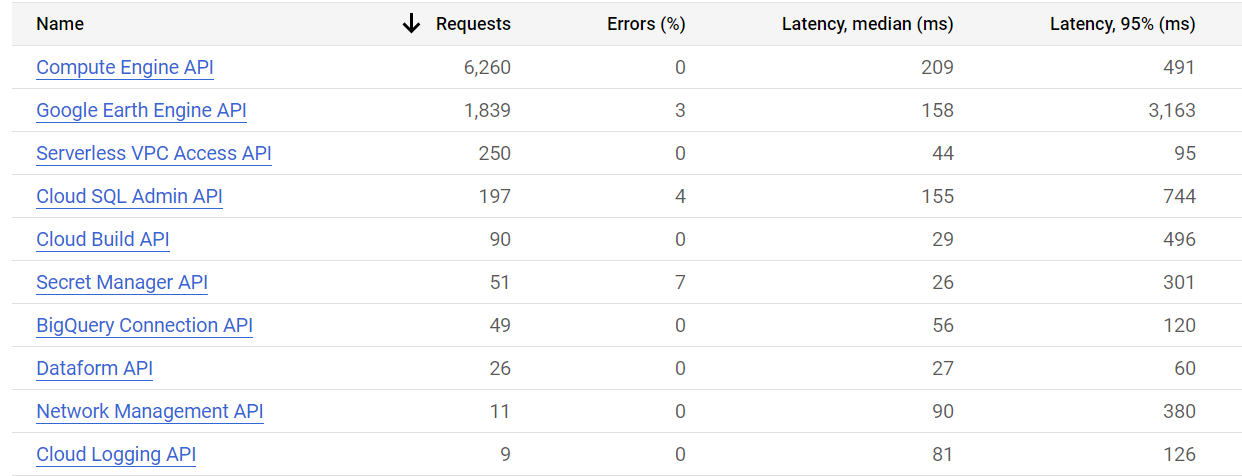 Name Requests Errors (%) Latency, median (ms) Latency, 95% (ms)
Compute Engine API 6,260 0 209 491
Google Earth Engine API 1,839 3 158 3,163
Serverless VPC Access API 250 0 44 95
Cloud SQL Admin API 197 4 155 744
Cloud Build API 90 0 29 496
Secret Manager API 51 7 26 301
BigQuery Connection API 49 0 56 120
Dataform API 26 0 27 60
Network Management API 11 0 90 380
Cloud Logging API 9 0 81 126